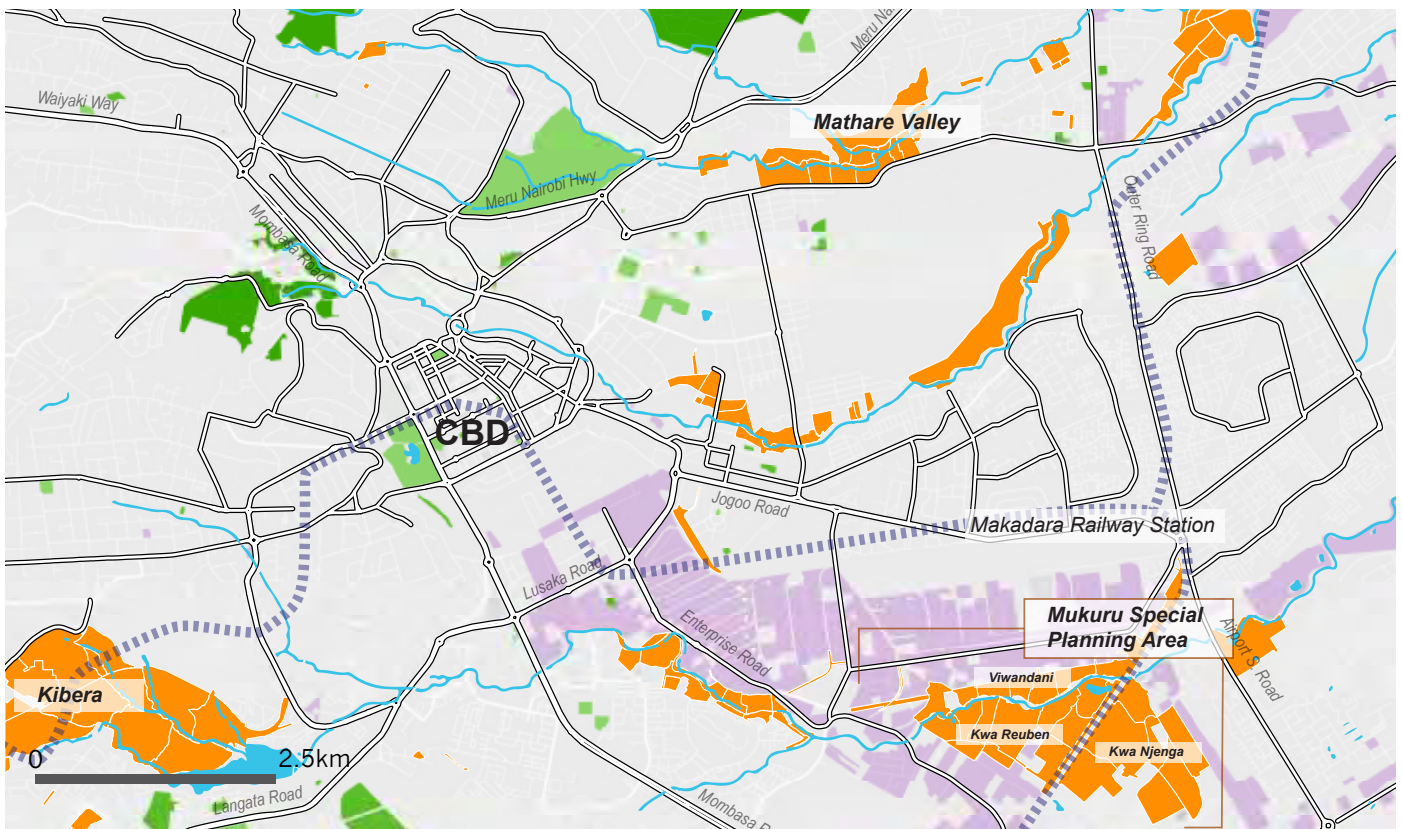 Meru Nai
Waiyaki Way
Mathare Valley
Meru Nairobi Hwy
Outer Ring Road
Mombasa Road
CBD
Jogoo Road
Makadara Railway Station
Lusaka Road
Enterprise Road
Mukuru Special
Planning Area
Airport S. Road
Viwandani
Kibera
Kwa Reuben
Kwa Njenga
0
2.5km
Langata Road
Mombasa R